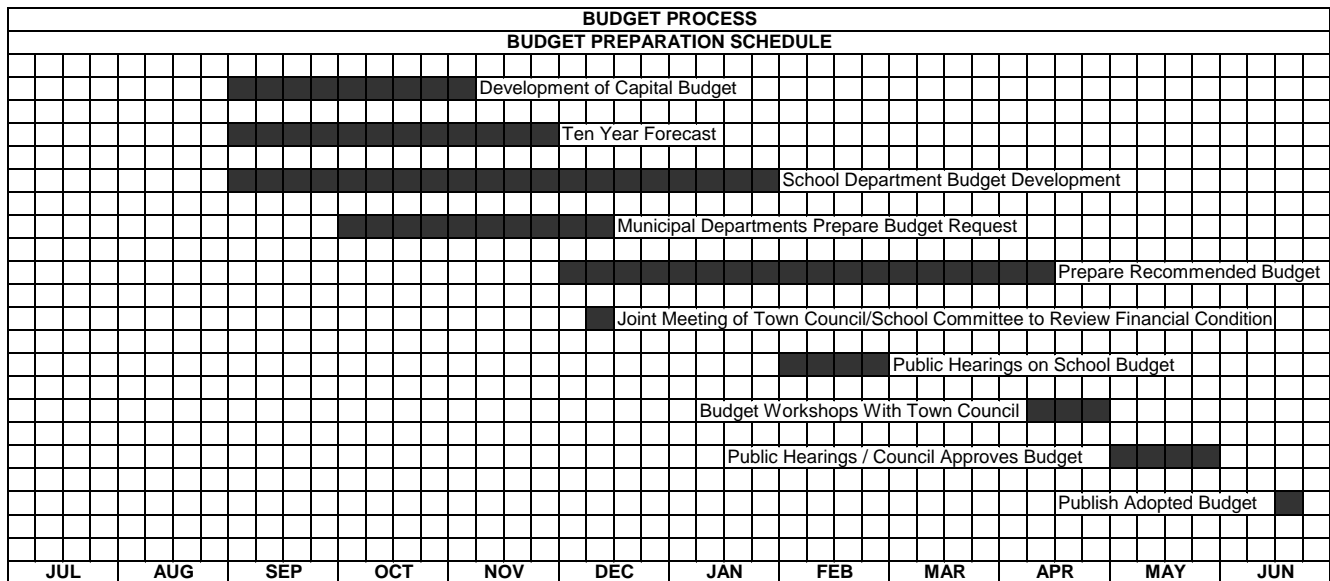 BUDGET PROCESS
BUDGET PREPARATION SCHEDULE
Development of Capital Budget
Ten Year Forecast
School Department Budget Development
Municipal Departments Prepare Budget Request
Prepare Recommended Budget
Joint Meeting of Town Council/School Committee to Review Financial Condition
Public Hearings on School Budget
Budget Workshops With Town Council
Public Hearings / Council Approves Budget
Publish Adopted Budget
JUL AUG SEP OCT NOV DEC JAN FEB MAR APR MAY JUN